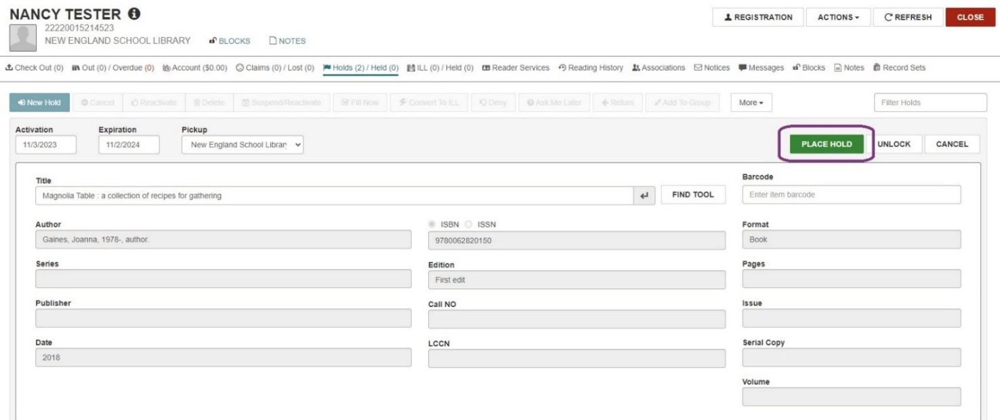 NANCY TESTER
REGISTRATION ACTIONS REFRESH CLOSE
22220015214523
NEW ENGLAND SCHOOL LIBRARY BLOCKS NOTES
Check Out (0) Out (0) / Overdue (0) Account ($0.00) Claims (0) / Lost (0) Holds (2) / Held (0) ILL (0) / Held (0) Reader Services Reading History Associations Notices Messages Blocks Notes Record Sets
New Hold Cancel Reactivate Delete Suspend/Reactivate Fill Now Convert To ILL Deny Ask Me Later Return Add To Group More Filter Holds
Activation Expiration Pickup
11/3/2023 11/2/2024 New England School Librar PLACE HOLD UNLOCK CANCEL
Title Barcode
Magnolia Table : a collection of recipes for gathering FIND TOOL Enter item barcode
Author ISBN ISSN Format
Gaines, Joanna, 1978-, author. 9780062820150 Book
Series Edition Pages
First edit
Publisher Call NO Issue
Date LCCN Serial Copy
2018
Volume